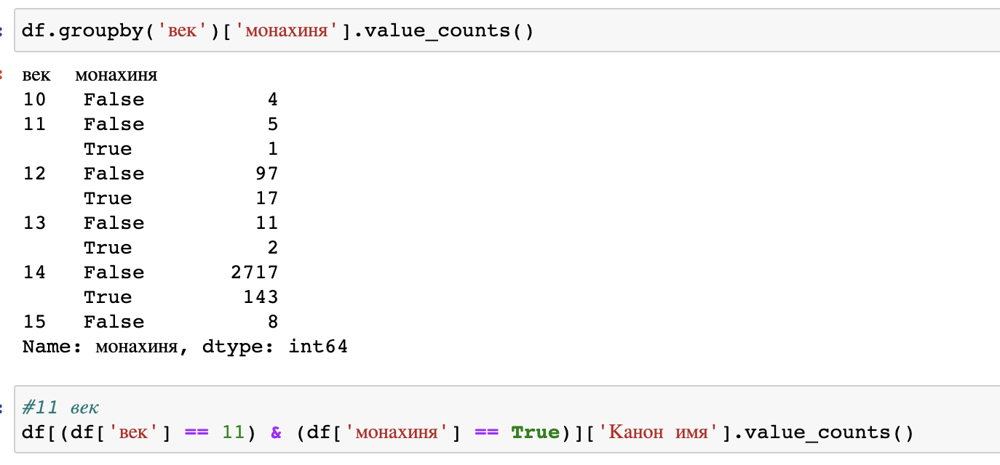 df.groupby('век')['монахиня'].value_counts()
век монахиня
10 False 4
11 False 5
True 1
12 False 97
True 17
13 False 11
True 2
14 False 2717
True 143
15 False 8
Name: монахиня, dtype: int64
#11 век
df[(df['век'] == 11) & (df['монахиня'] == True)]['Канон имя'].value_counts()